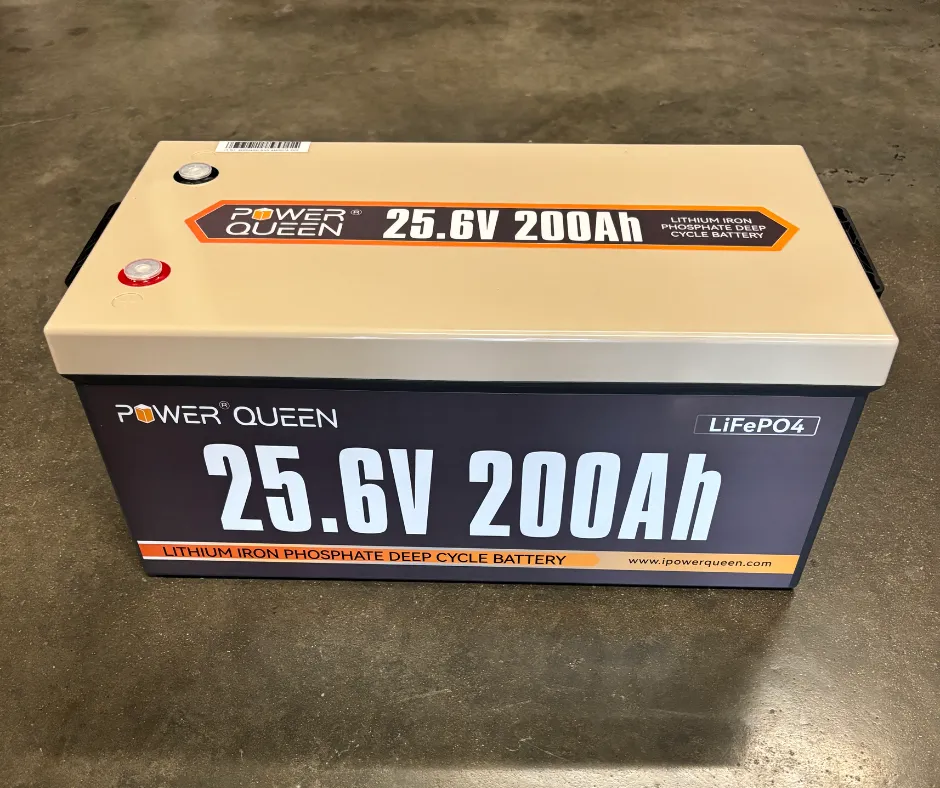 POWER QUEEN®
25.6V 200Ah
LITHIUM IRON
PHOSPHATE DEEP
CYCLE BATTERY
POWER® QUEEN
LiFePO4
25.6V 200Ah
LITHIUM IRON PHOSPHATE DEEP CYCLE BATTERY
www.ipowerqueen.com